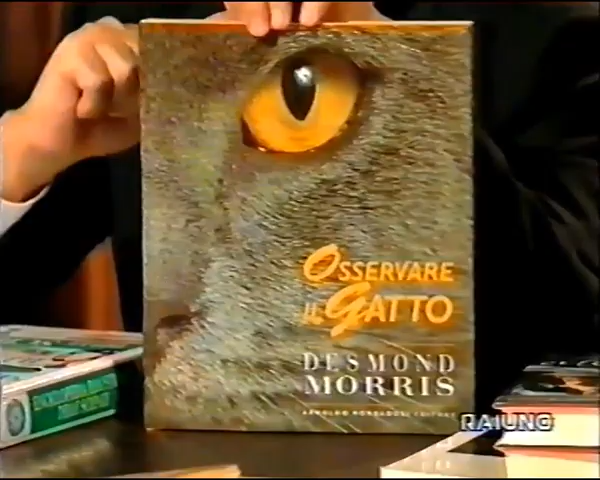 OSSERVARE
IL GATTO
DESMOND
MORRIS
ARNOLDO MONDADORI EDITORE
RAIUNO